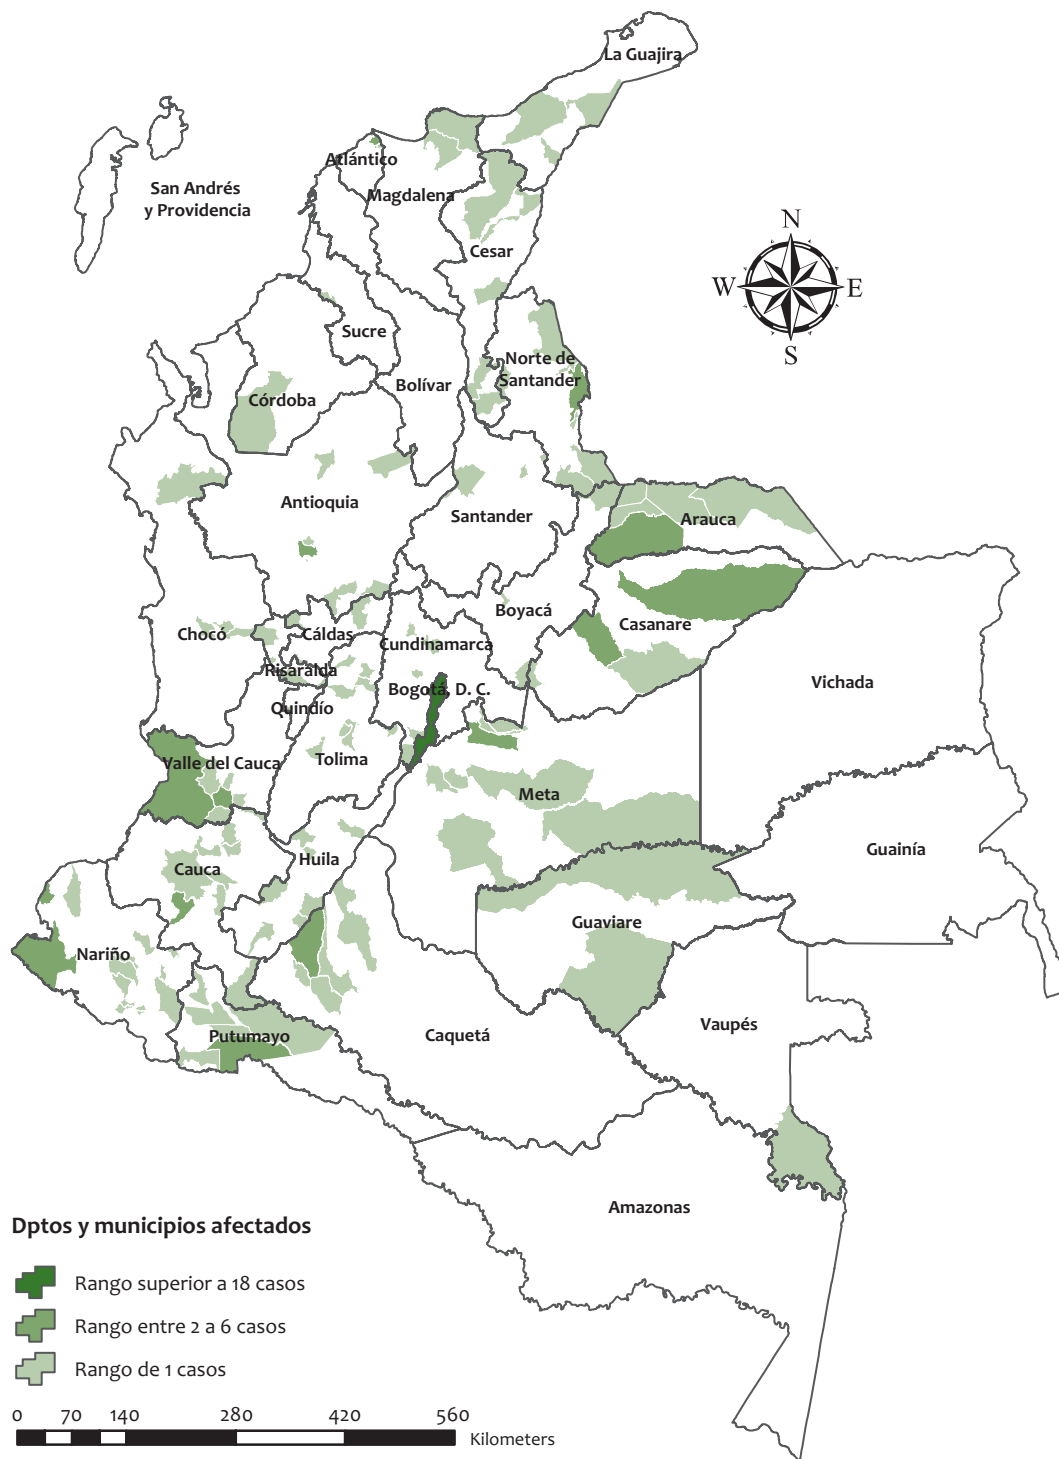 La Guajira
Atlántico
San Andrés
y Providencia
Magdalena
N
W
E
S
Cesar
Sucre
Norte de
Santander
Bolívar
Córdoba
Antioquia
Santander
Arauca
Boyacá
Casanare
Chocó
Cáldas
Cundinamarca
Risaralda
Bogotá, D. C.
Vichada
Quindío
Valle del Cauca
Tolima
Meta
Guainía
Huila
Cauca
Guaviare
Nariño
Vaupés
Putumayo
Caquetá
Amazonas
Dptos y municipios afectados
Rango superior a 18 casos
Rango entre 2 a 6 casos
Rango de 1 casos
0 70 140 280 420 560
Kilometers